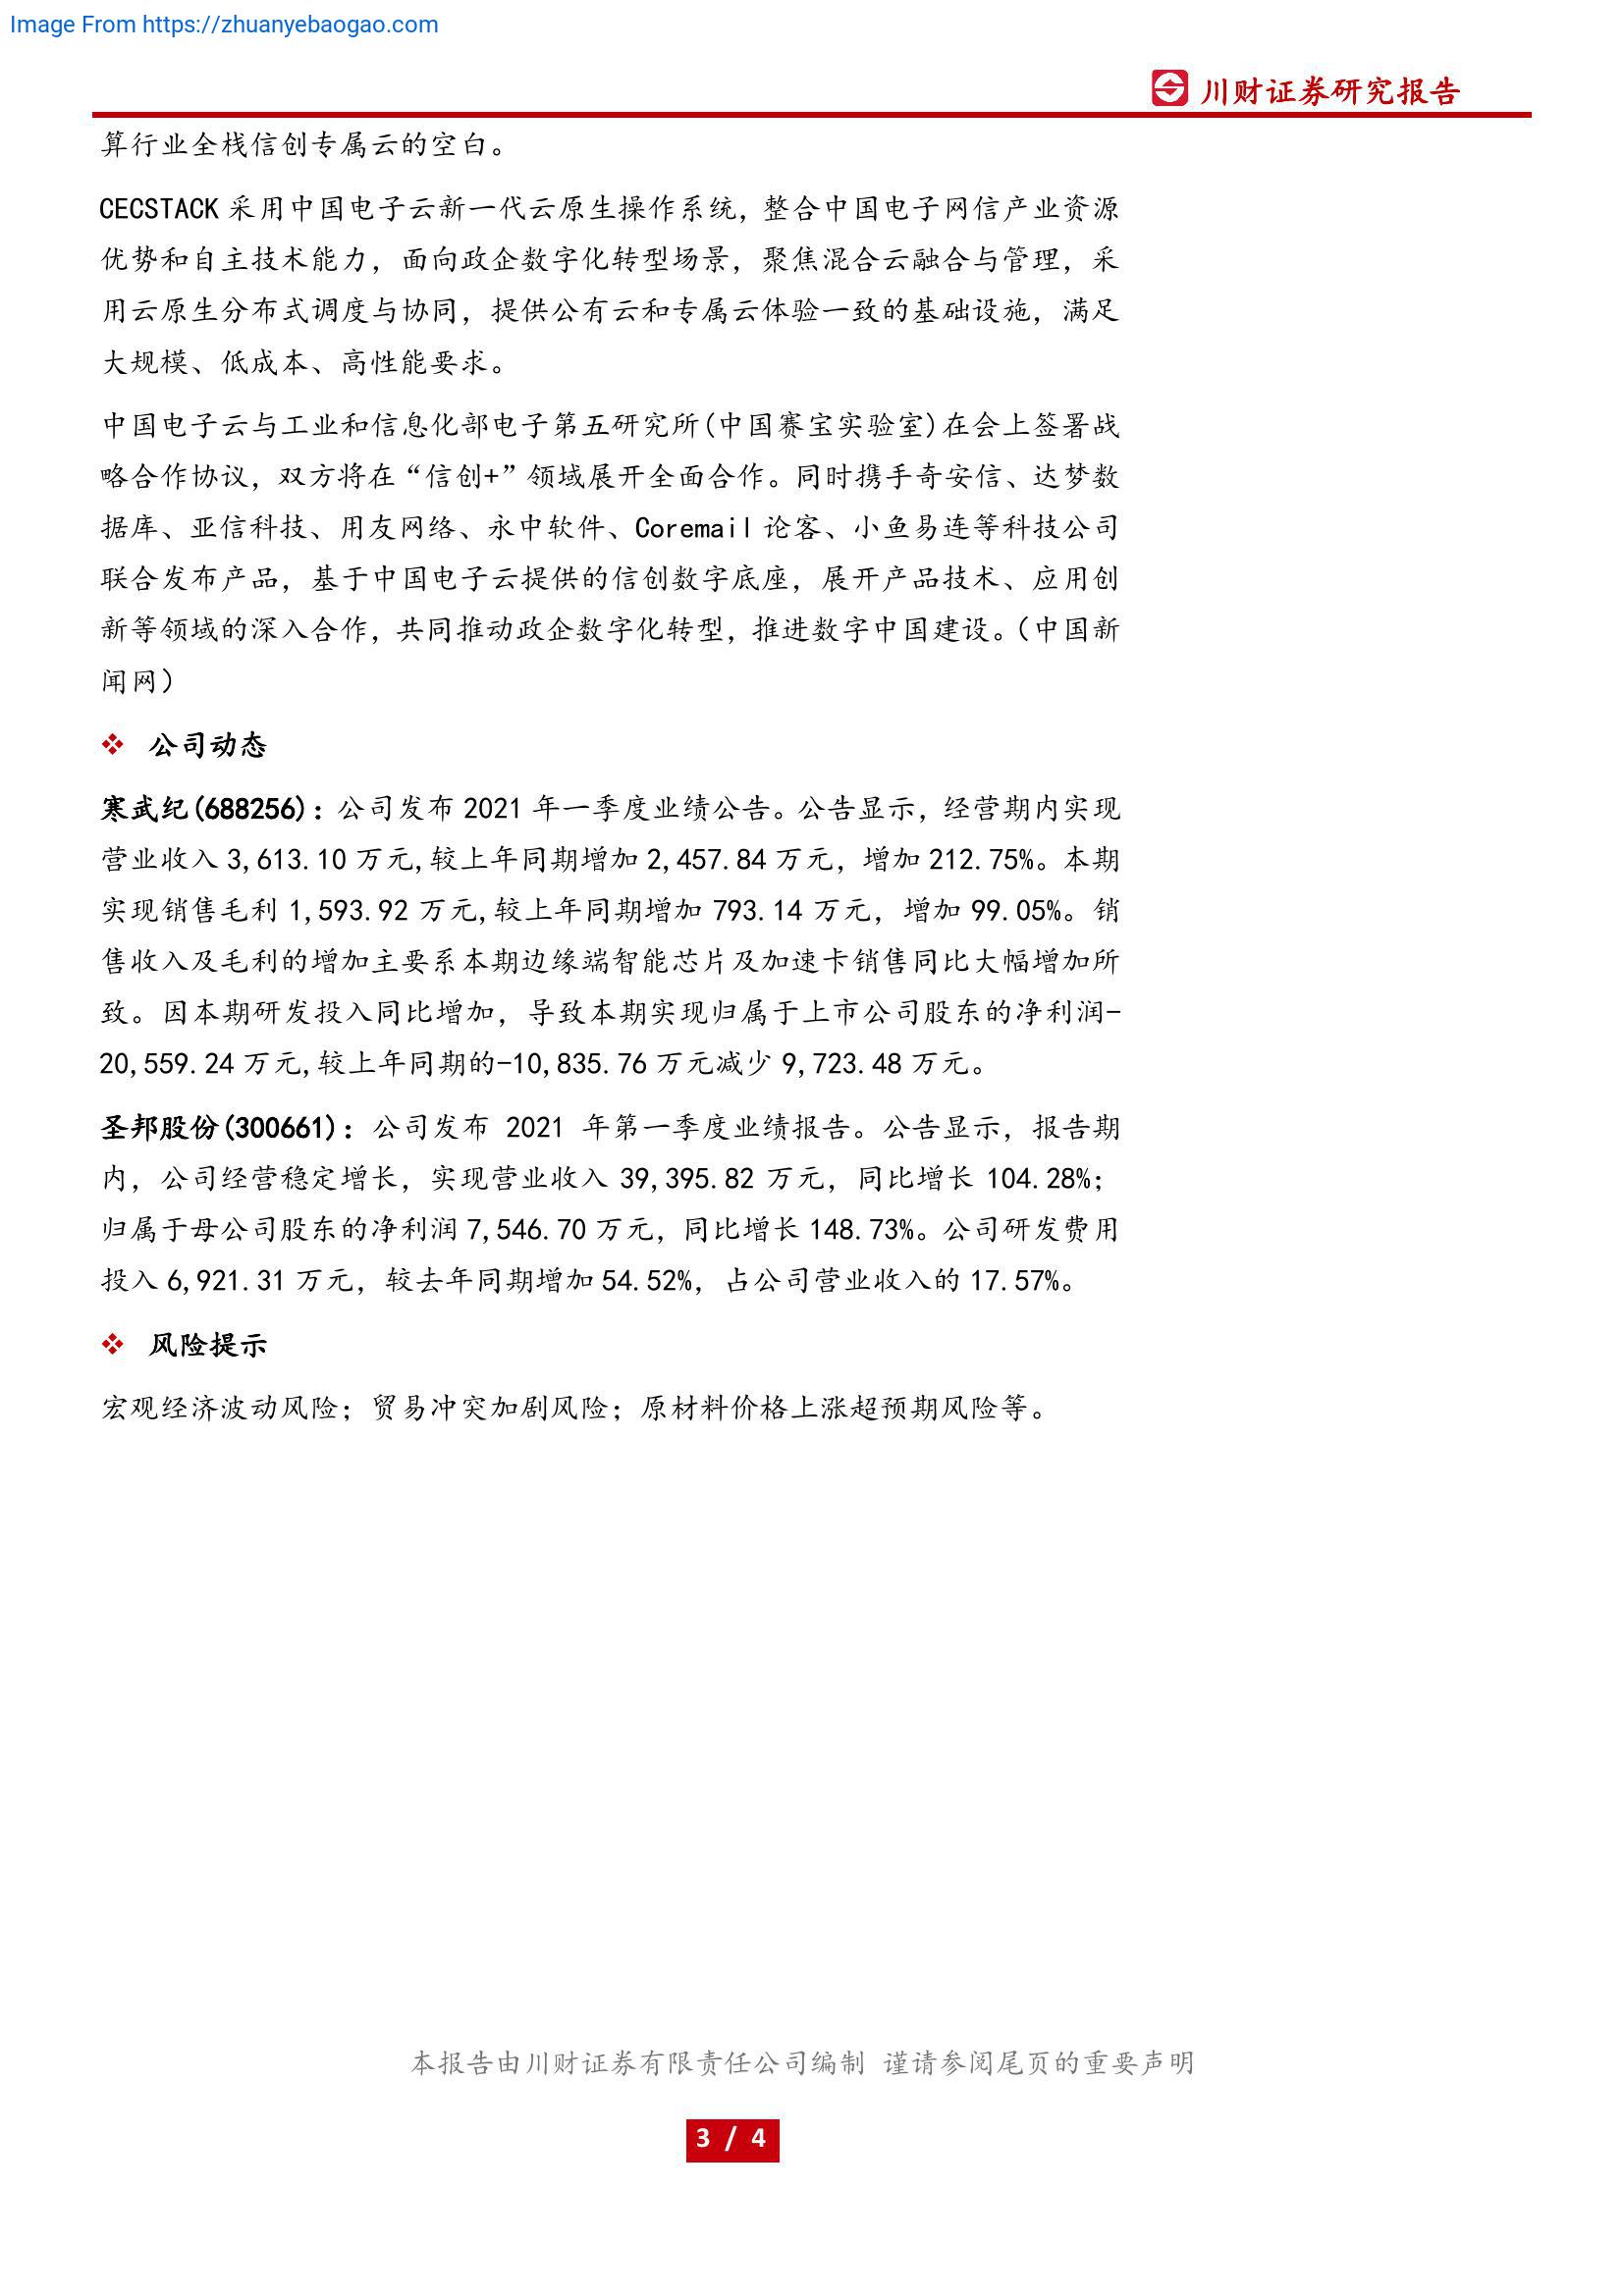 Image From https://zhuanyebaogao.com
川财证券研究报告
算行业全栈信创专属云的空白。
CECSTACK 采用中国电子云新一代云原生操作系统，整合中国电子网信产业资源
优势和自主技术能力，面向政企数字化转型场景，聚焦混合云融合与管理，采
用云原生分布式调度与协同，提供公有云和专属云体验一致的基础设施，满足
大规模、低成本、高性能要求。
中国电子云与工业和信息化部电子第五研究所(中国赛宝实验室)在会上签署战
略合作协议，双方将在“信创+”领域展开全面合作。同时携手奇安信、达梦数
据库、亚信科技、用友网络、永中软件、Coremail 论客、小鱼易连等科技公司
联合发布产品，基于中国电子云提供的信创数字底座，展开产品技术、应用创
新等领域的深入合作，共同推动政企数字化转型，推进数字中国建设。（中国新
闻网）
❖ 公司动态
寒武纪(688256)：公司发布 2021 年一季度业绩公告。公告显示，经营期内实现
营业收入 3,613.10 万元,较上年同期增加 2,457.84 万元，增加 212.75%。本期
实现销售毛利 1,593.92 万元,较上年同期增加 793.14 万元，增加 99.05%。销
售收入及毛利的增加主要系本期边缘端智能芯片及加速卡销售同比大幅增加所
致。因本期研发投入同比增加，导致本期实现归属于上市公司股东的净利润-
20,559.24 万元,较上年同期的-10,835.76 万元减少 9,723.48 万元。
圣邦股份(300661)：公司发布 2021 年第一季度业绩报告。公告显示，报告期
内，公司经营稳定增长，实现营业收入 39,395.82 万元，同比增长 104.28%；
归属于母公司股东的净利润 7,546.70 万元，同比增长 148.73%。公司研发费用
投入 6,921.31 万元，较去年同期增加 54.52%，占公司营业收入的 17.57%。
❖ 风险提示
宏观经济波动风险；贸易冲突加剧风险；原材料价格上涨超预期风险等。
本报告由川财证券有限责任公司编制 谨请参阅尾页的重要声明
3 / 4